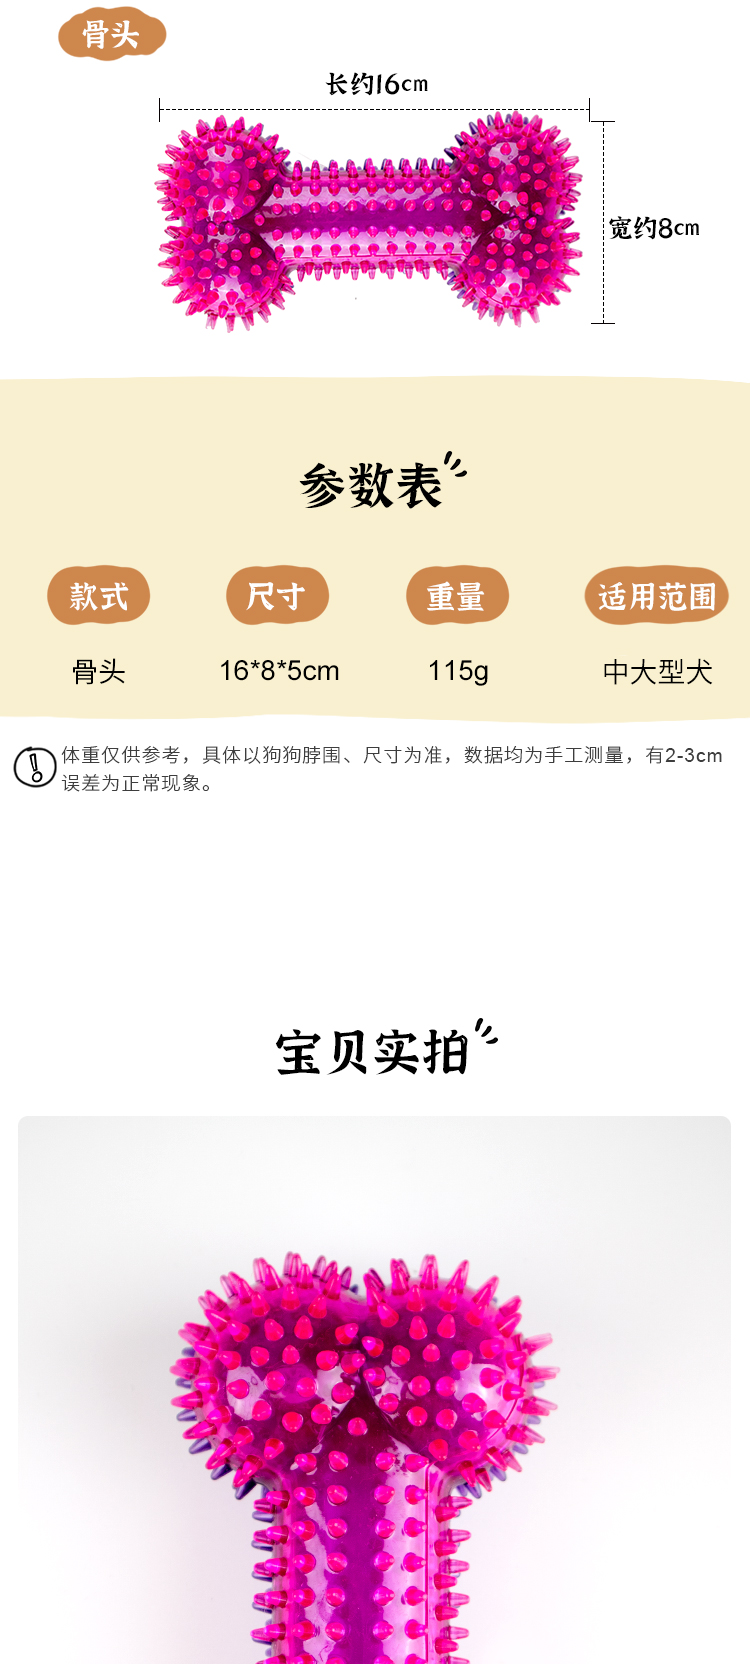 骨头
长约16cm
宽约8cm
参数表
款式 尺寸 重量 适用范围
骨头 16*8*5cm 115g 中大型犬
体重仅供参考，具体以狗狗脖围、尺寸为准，数据均为手工测量，有2-3cm
误差为正常现象。
宝贝实拍